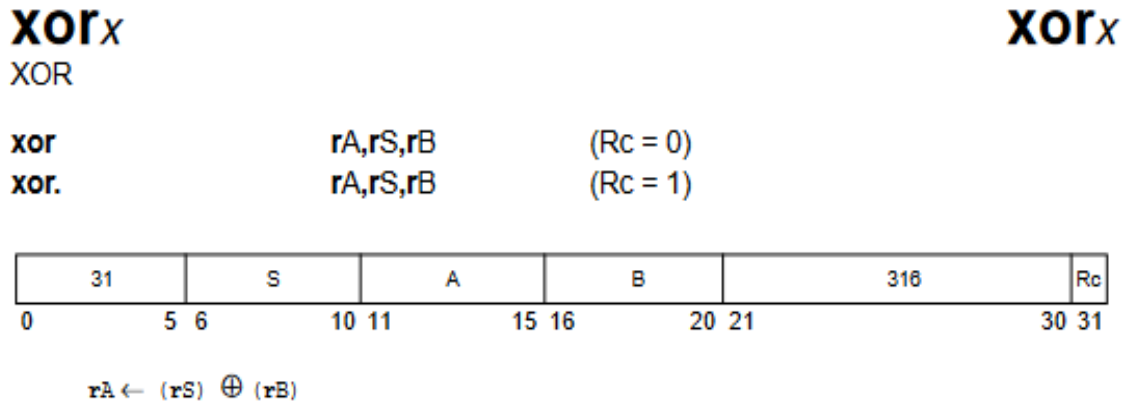 xorx xorx
XOR
xor rA,rS,rB (Rc = 0)
xor. rA,rS,rB (Rc = 1)
31 S A B 316 Rc
0 5 6 10 11 15 16 20 21 30 31
rA ← (rS) ⊕ (rB)